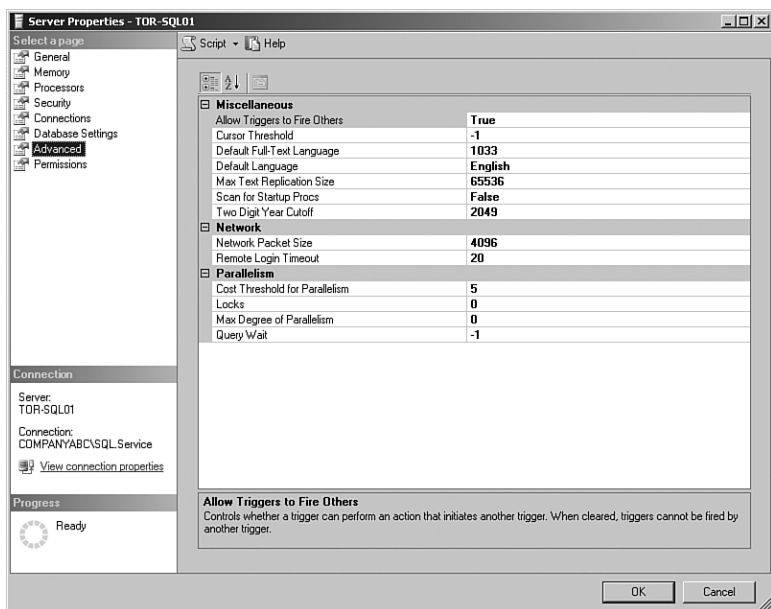 Server Properties - TOR-SQL01
Select a page
General
Memory
Processors
Security
Connections
Database Settings
Advanced
Permissions
Script Help
Miscellaneous
Allow Triggers to Fire Others True
Cursor Threshold -1
Default Full-Text Language 1033
Default Language English
Max Text Replication Size 65536
Scan for Startup Procs False
Two Digit Year Cutoff 2049
Network
Network Packet Size 4096
Remote Login Timeout 20
Parallelism
Cost Threshold for Parallelism 5
Locks 0
Max Degree of Parallelism 0
Query Wait -1
Connection
Server:
TOR-SQL01
Connection:
COMPANYABC\SQL.Service
View connection properties
Progress
Ready
Allow Triggers to Fire Others
Controls whether a trigger can perform an action that initiates another trigger. When cleared, triggers cannot be fired by
another trigger.
OK Cancel